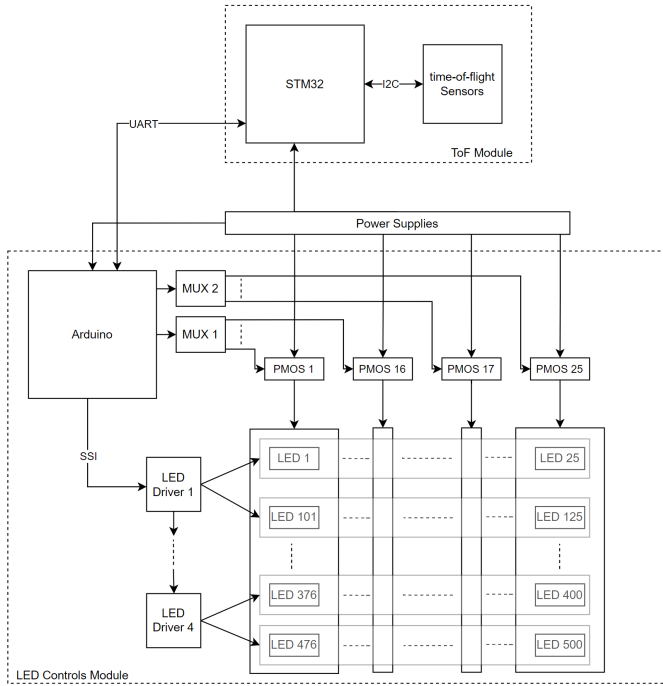 STM32
I2C
time-of-flight
Sensors
UART
ToF Module
Power Supplies
Arduino
MUX 2
MUX 1
PMOS 1
PMOS 16
PMOS 17
PMOS 25
SSI
LED
Driver 1
LED 1
LED 25
LED 101
LED 125
LED
Driver 4
LED 376
LED 400
LED 476
LED 500
LED Controls Module